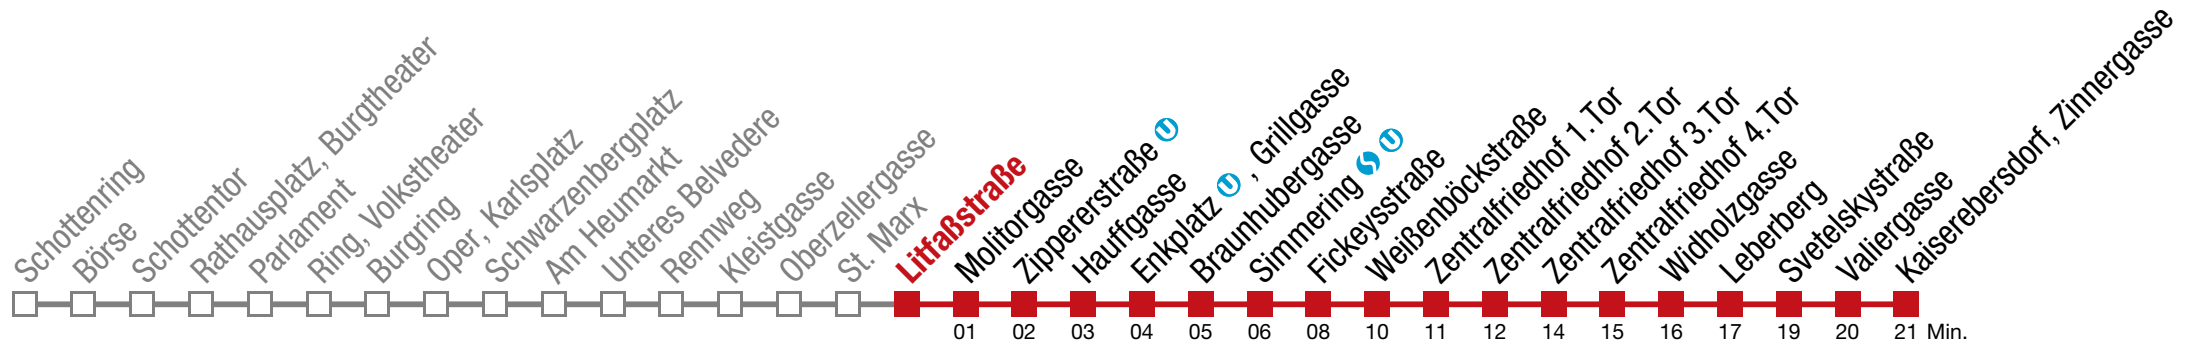 Schottenring
Börse
Schottentor
Rathausplatz, Burgtheater
Parlament
Ring, Volkstheater
Burgring
Oper, Karlsplatz
Schwarzenbergplatz
Am Heumarkt
Unteres Belvedere
Rennweg
Kleistgasse
Oberzellergasse
St. Marx
Litfaßstraße
Molitorgasse
Zippererstraße U
Hauffgasse
Enkplatz U , Grillgasse
Braunhubergasse
Simmering S U
Fickeysstraße
Weißenböckstraße
Zentralfriedhof 1.Tor
Zentralfriedhof 2.Tor
Zentralfriedhof 3.Tor
Zentralfriedhof 4.Tor
Widholzgasse
Leberberg
Svetelskystraße
Valiergasse
Kaiserebersdorf, Zinnergasse
01 02 03 04 05 06 08 10 11 12 14 15 16 17 19 20 21 Min.